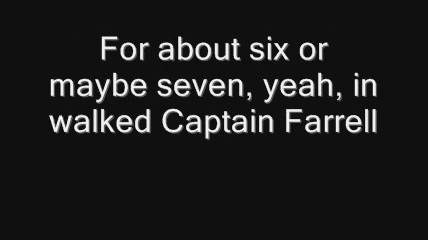 For about six or
maybe seven, yeah, in
walked Captain Farrell